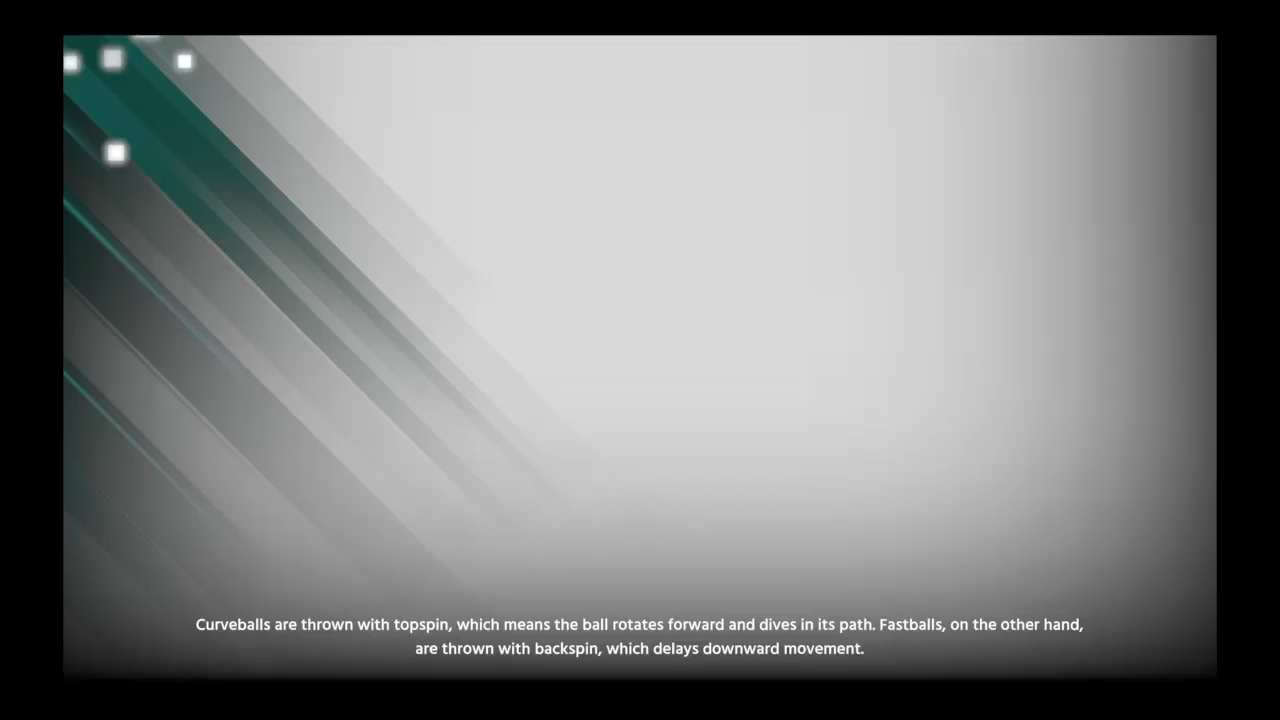 Curveballs are thrown with topspin, which means the ball rotates forward and dives in its path. Fastballs, on the other hand,
are thrown with backspin, which delays downward movement.